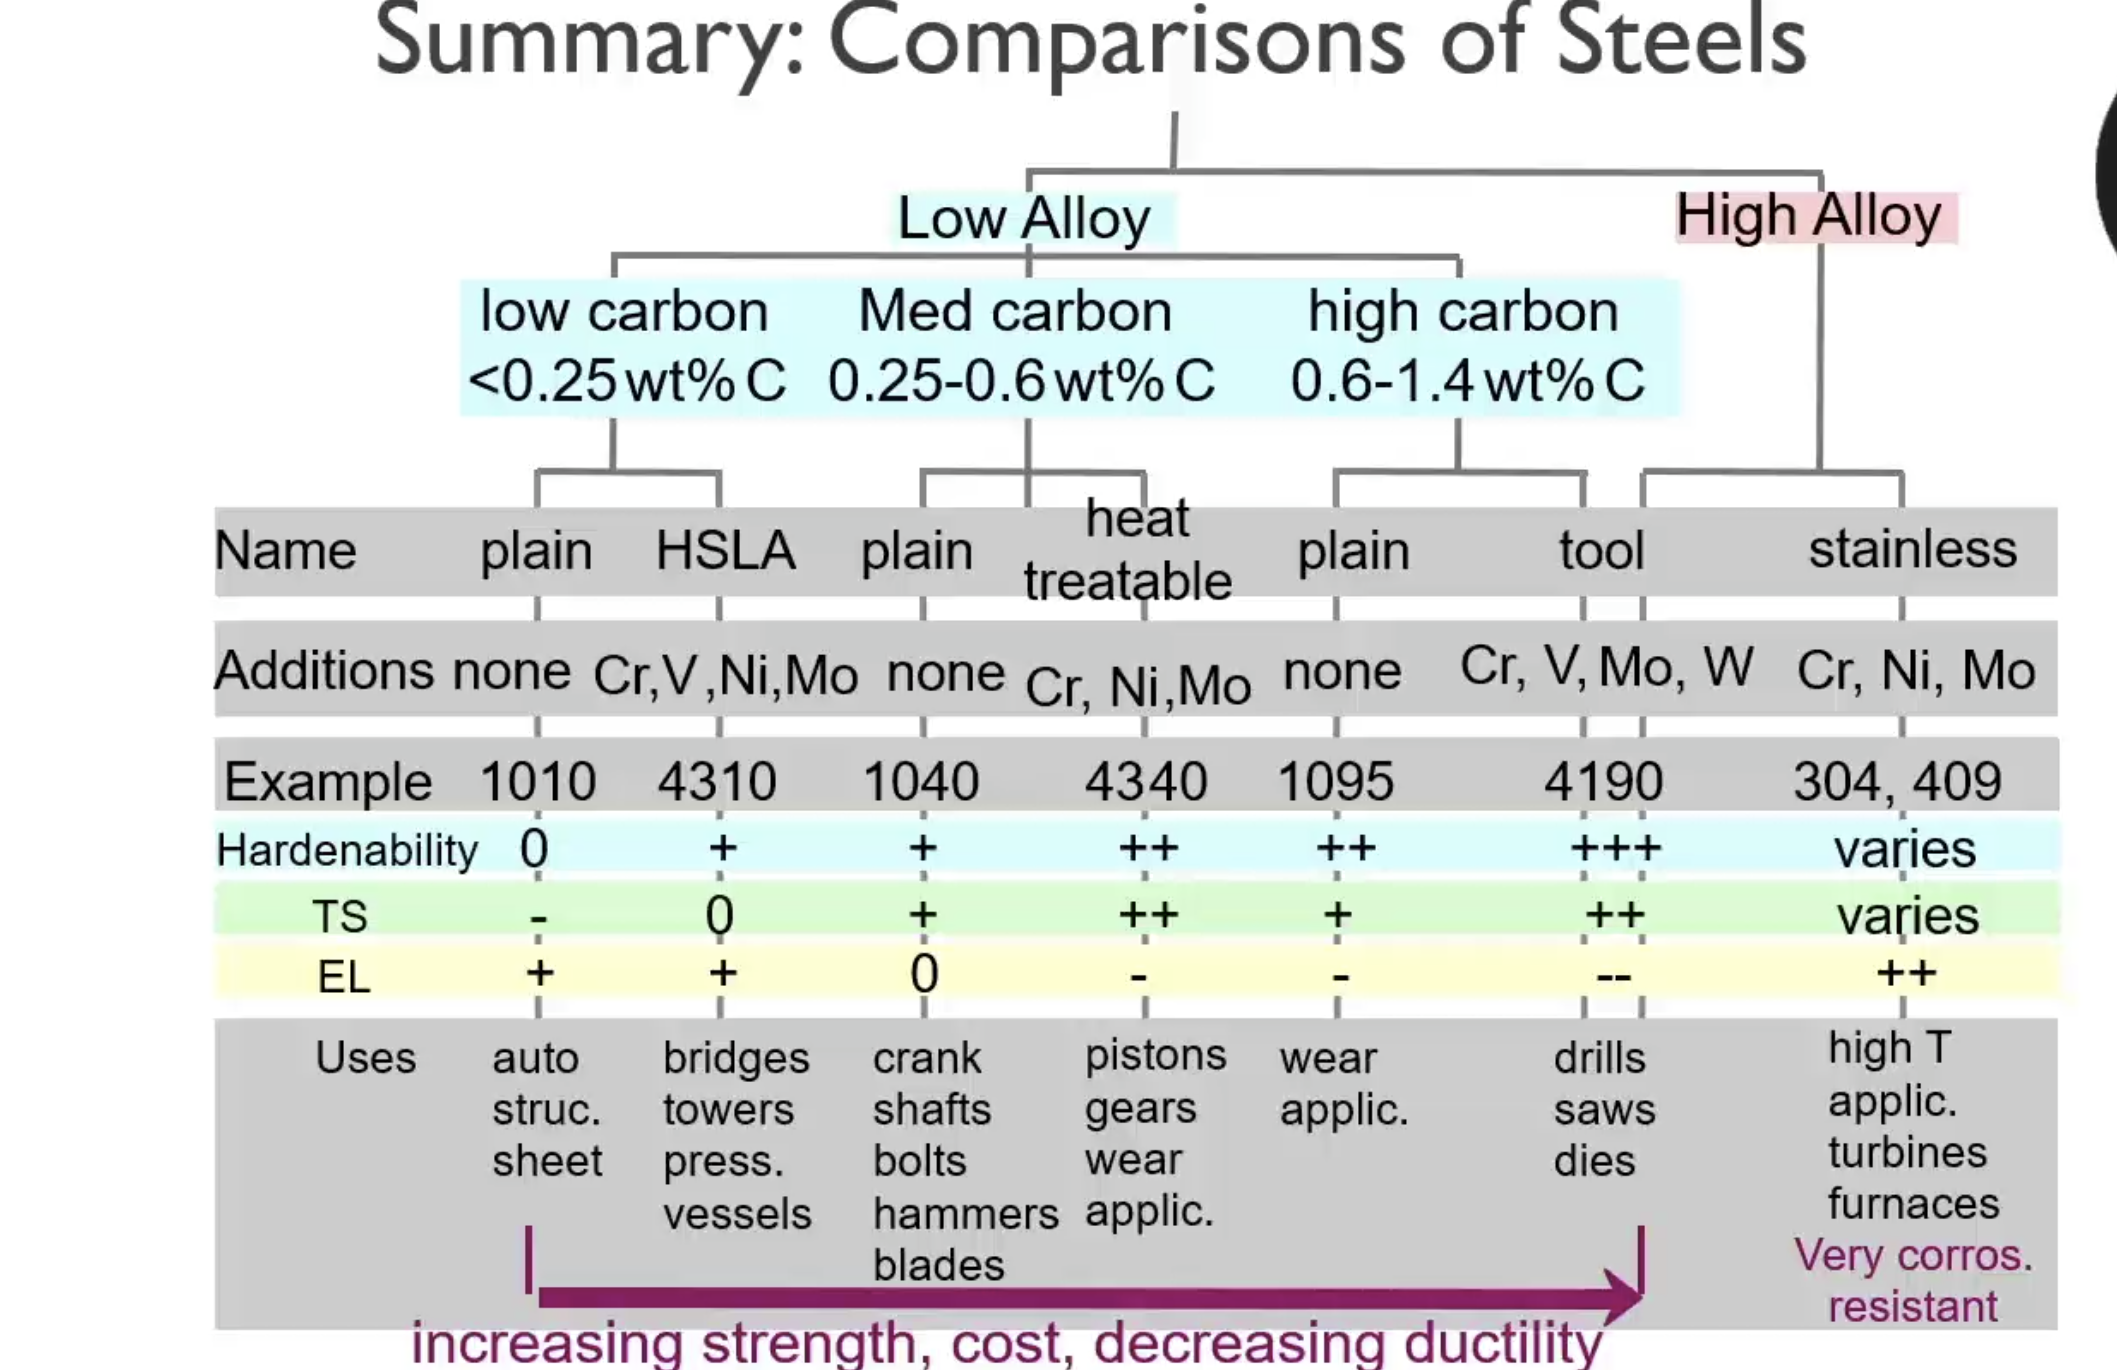 Summary: Comparisons of Steels
Low Alloy High Alloy
low carbon Med carbon high carbon
<0.25 wt% C 0.25-0.6 wt% C 0.6-1.4 wt% C
Name plain HSLA plain heat treatable plain tool stainless
Additions none Cr,V ,Ni,Mo none Cr, Ni,Mo none Cr, V, Mo, W Cr, Ni, Mo
Example 1010 4310 1040 4340 1095 4190 304, 409
Hardenability 0 + + ++ ++ +++ varies
TS - 0 + ++ + ++ varies
EL + + 0 - - -- ++
Uses auto bridges crank pistons wear drills high T
struc. towers shafts gears applic. saws applic.
sheet press. bolts wear dies turbines
vessels hammers applic. furnaces
blades Very corros.
resistant
increasing strength, cost, decreasing ductility